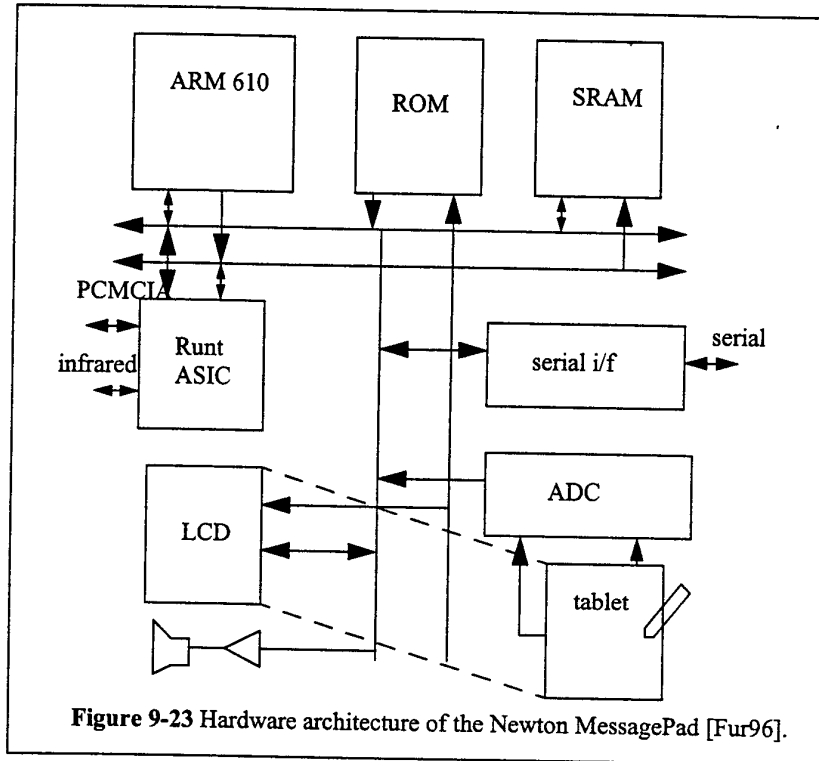 ARM 610
ROM
SRAM
PCMCIA
infrared
Runt
ASIC
serial i/f
serial
LCD
ADC
tablet
Figure 9-23 Hardware architecture of the Newton MessagePad [Fur96].